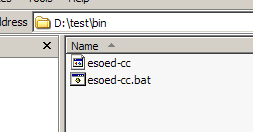 Tools Help
ddress D:\test\bin
× Name
esoed-cc
esoed-cc.bat